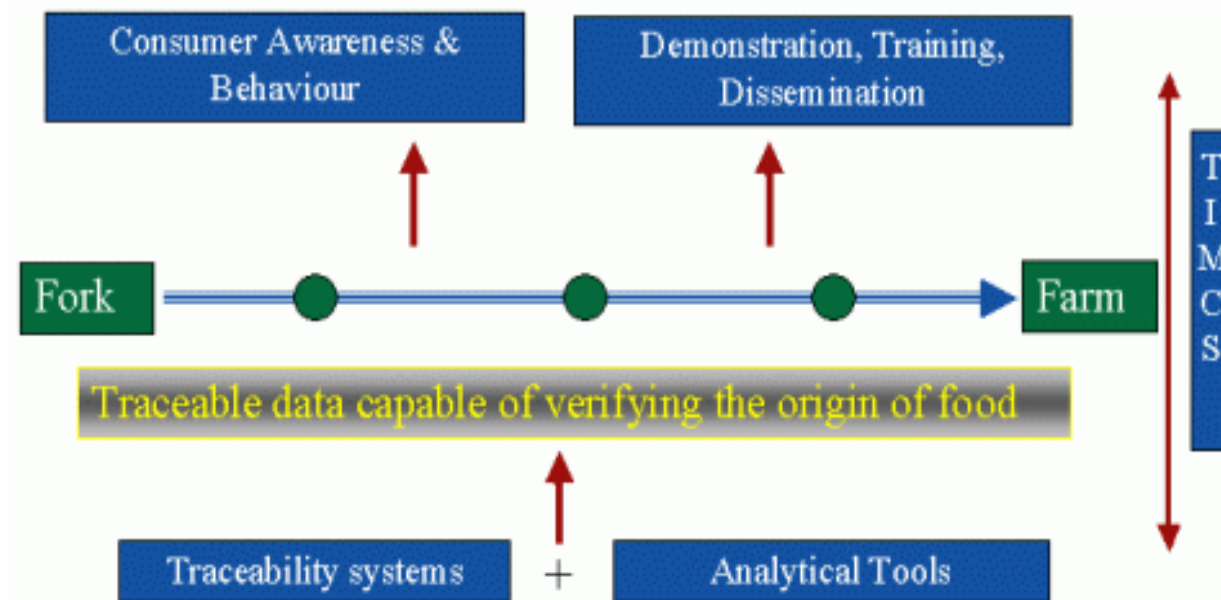 Consumer Awareness &
Behaviour
Demonstration, Training,
Dissemination
Fork
Farm
T
I
M
C
S
Traceable data capable of verifying the origin of food
Traceability systems
+
Analytical Tools